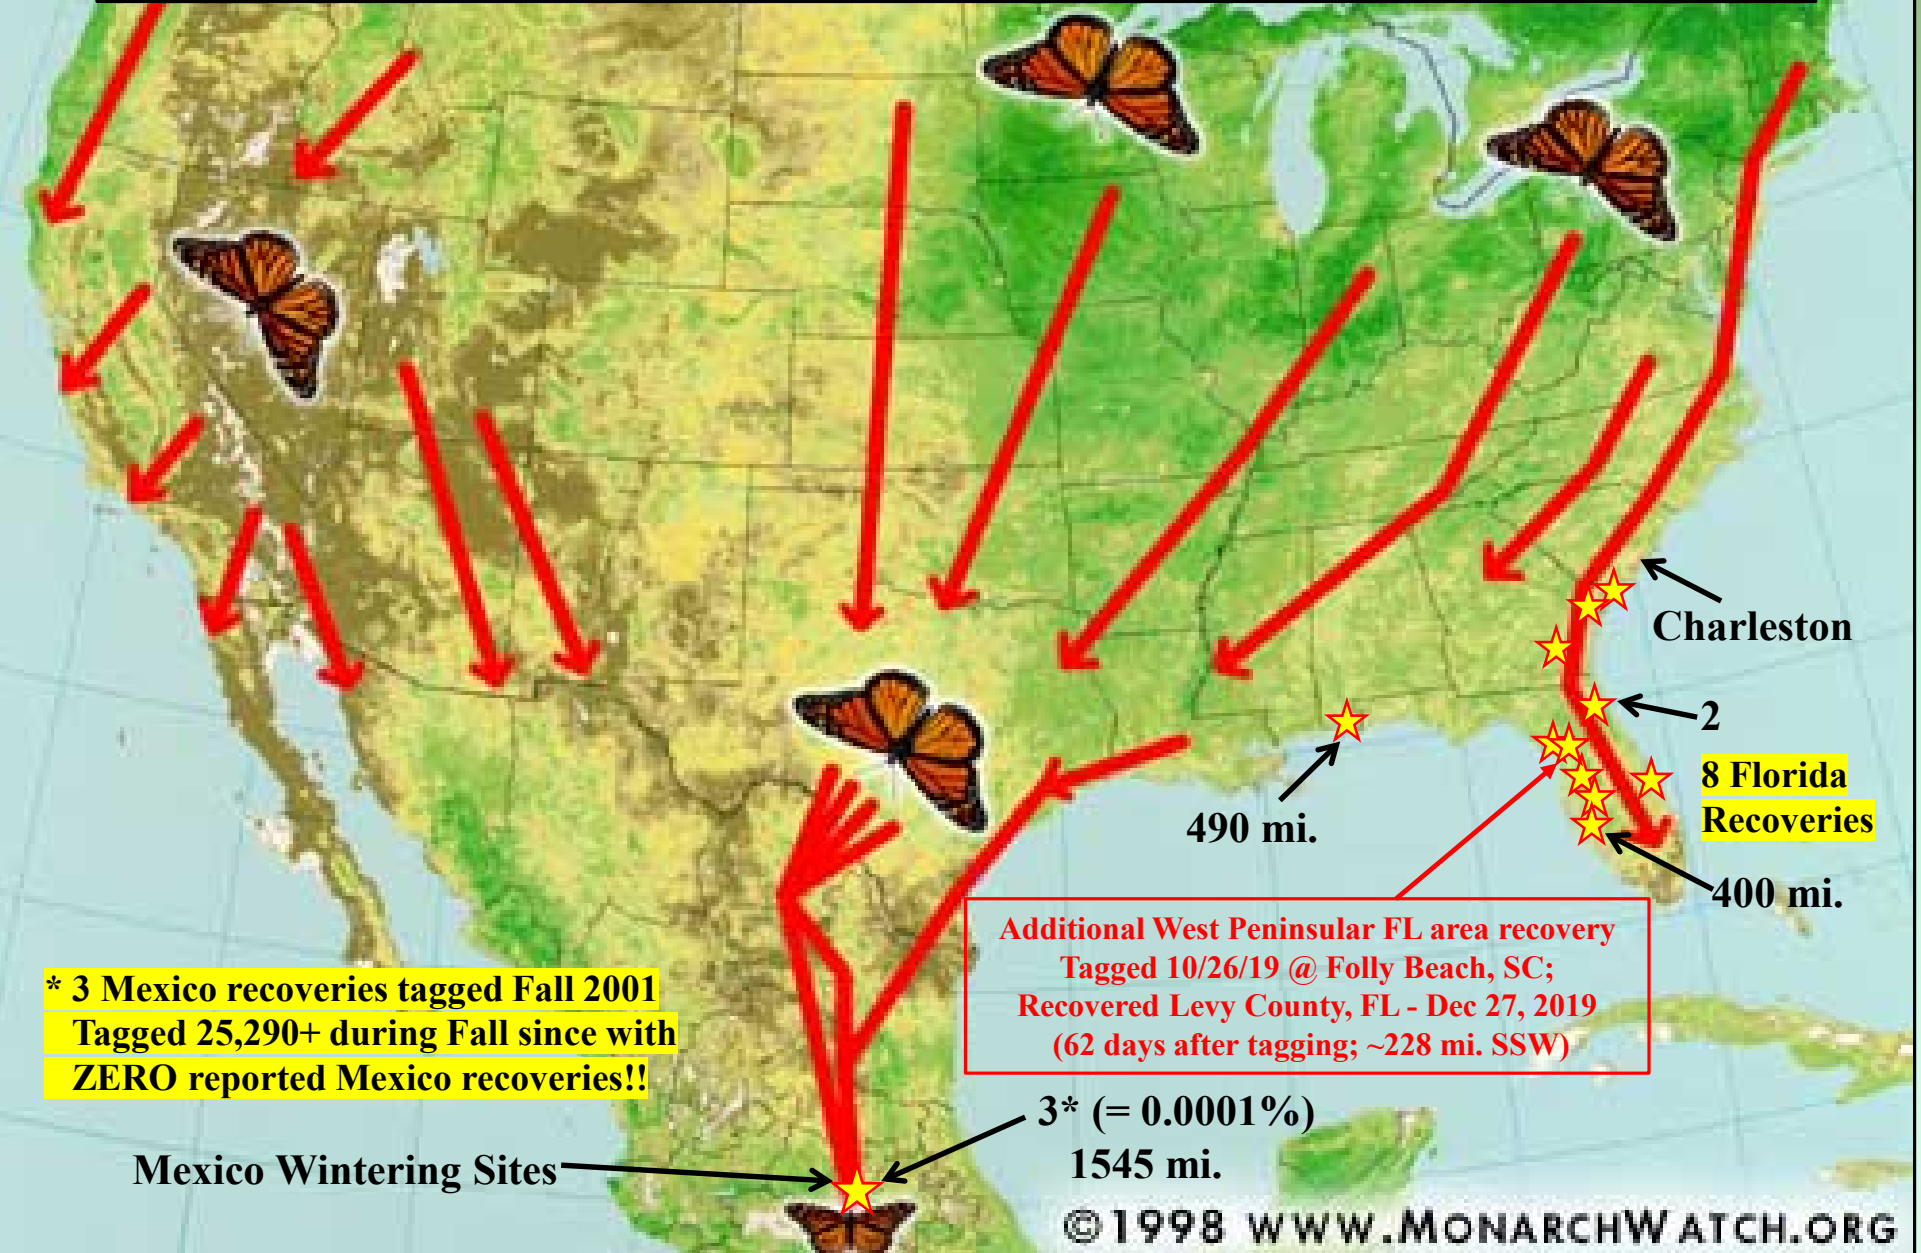 Charleston
2
8 Florida
Recoveries
490 mi.
400 mi.
Additional West Peninsular FL area recovery
Tagged 10/26/19 @ Folly Beach, SC;
Recovered Levy County, FL - Dec 27, 2019
(62 days after tagging; ~228 mi. SSW)
* 3 Mexico recoveries tagged Fall 2001
Tagged 25,290+ during Fall since with
ZERO reported Mexico recoveries!!
3* (= 0.0001%)
1545 mi.
Mexico Wintering Sites
©1998 WWW.MONARCHWATCH.ORG